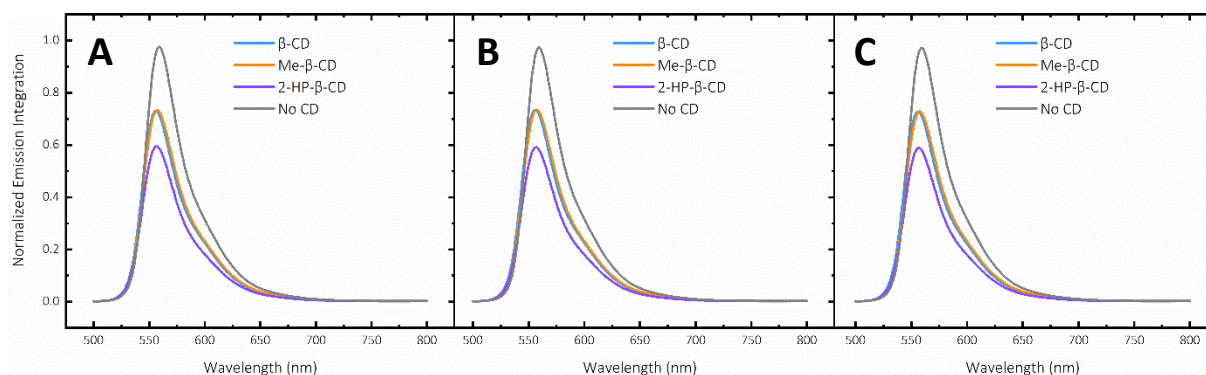 Normalized Emission Integration
1.0
0.8
0.6
0.4
0.2
0.0
A
β-CD
Me-β-CD
2-HP-β-CD
No CD
500 550 600 650 700 750 800
Wavelength (nm)
B
β-CD
Me-β-CD
2-HP-β-CD
No CD
500 550 600 650 700 750 800
Wavelength (nm)
C
β-CD
Me-β-CD
2-HP-β-CD
No CD
500 550 600 650 700 750 800
Wavelength (nm)